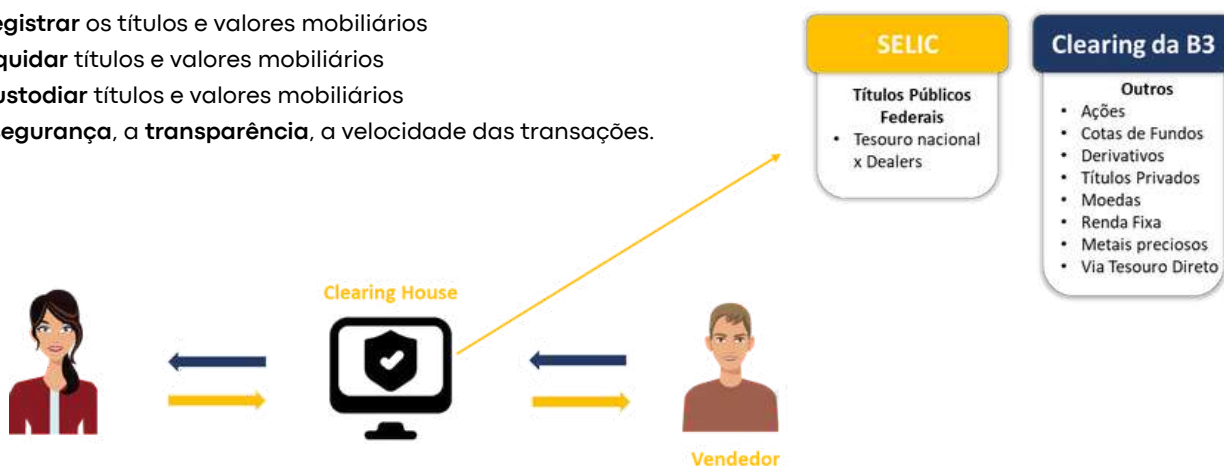 egistrar os títulos e valores mobiliários
quidar títulos e valores mobiliários
ustodiar títulos e valores mobiliários
segurança, a transparência, a velocidade das transações.
SELIC
Títulos Públicos
Federais
• Tesouro nacional
x Dealers
Clearing da B3
Outros
• Ações
• Cotas de Fundos
• Derivativos
• Títulos Privados
• Moedas
• Renda Fixa
• Metais preciosos
• Via Tesouro Direto
Clearing House
Vendedor